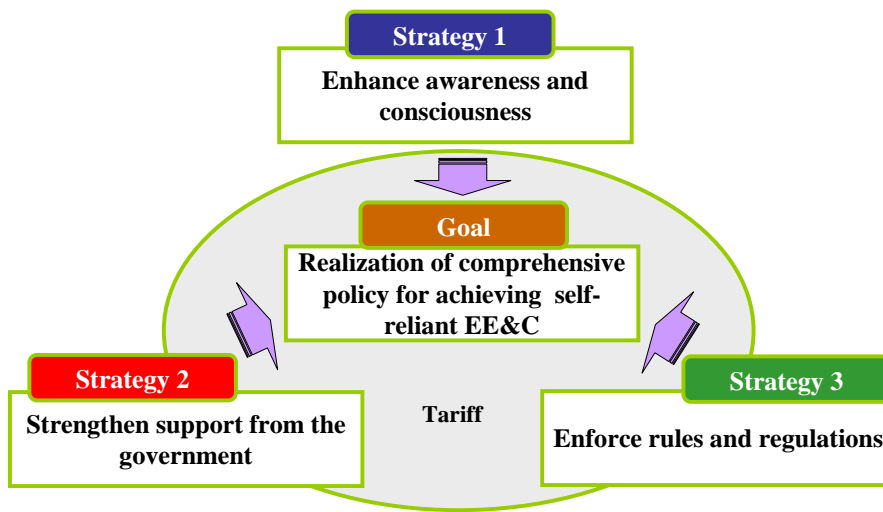 Strategy 1
Enhance awareness and
consciousness
Goal
Realization of comprehensive
policy for achieving self-
reliant EE&C
Strategy 2
Strengthen support from the
government
Tariff
Strategy 3
Enforce rules and regulations